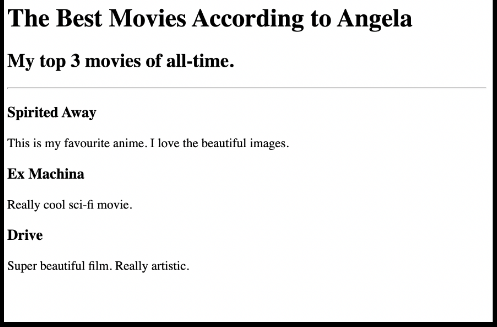 The Best Movies According to Angela
My top 3 movies of all-time.
Spirited Away
This is my favourite anime. I love the beautiful images.
Ex Machina
Really cool sci-fi movie.
Drive
Super beautiful film. Really artistic.